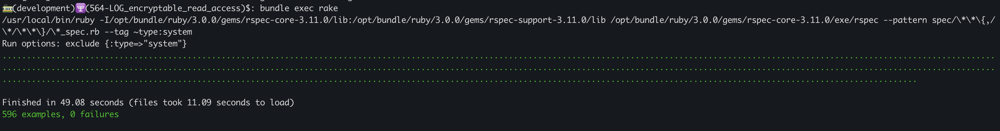 🚃(development)🕎(564-LOG_encryptable_read_access)$: bundle exec rake
/usr/local/bin/ruby -I/opt/bundle/ruby/3.0.0/gems/rspec-core-3.11.0/lib:/opt/bundle/ruby/3.0.0/gems/rspec-support-3.11.0/lib /opt/bundle/ruby/3.0.0/gems/rspec-core-3.11.0/exe/rspec --pattern spec/\*\*\{,/
\*/\*\*\}/\*_spec.rb --tag ~type:system
Run options: exclude {:type=>"system"}
Finished in 49.08 seconds (files took 11.09 seconds to load)
596 examples, 0 failures